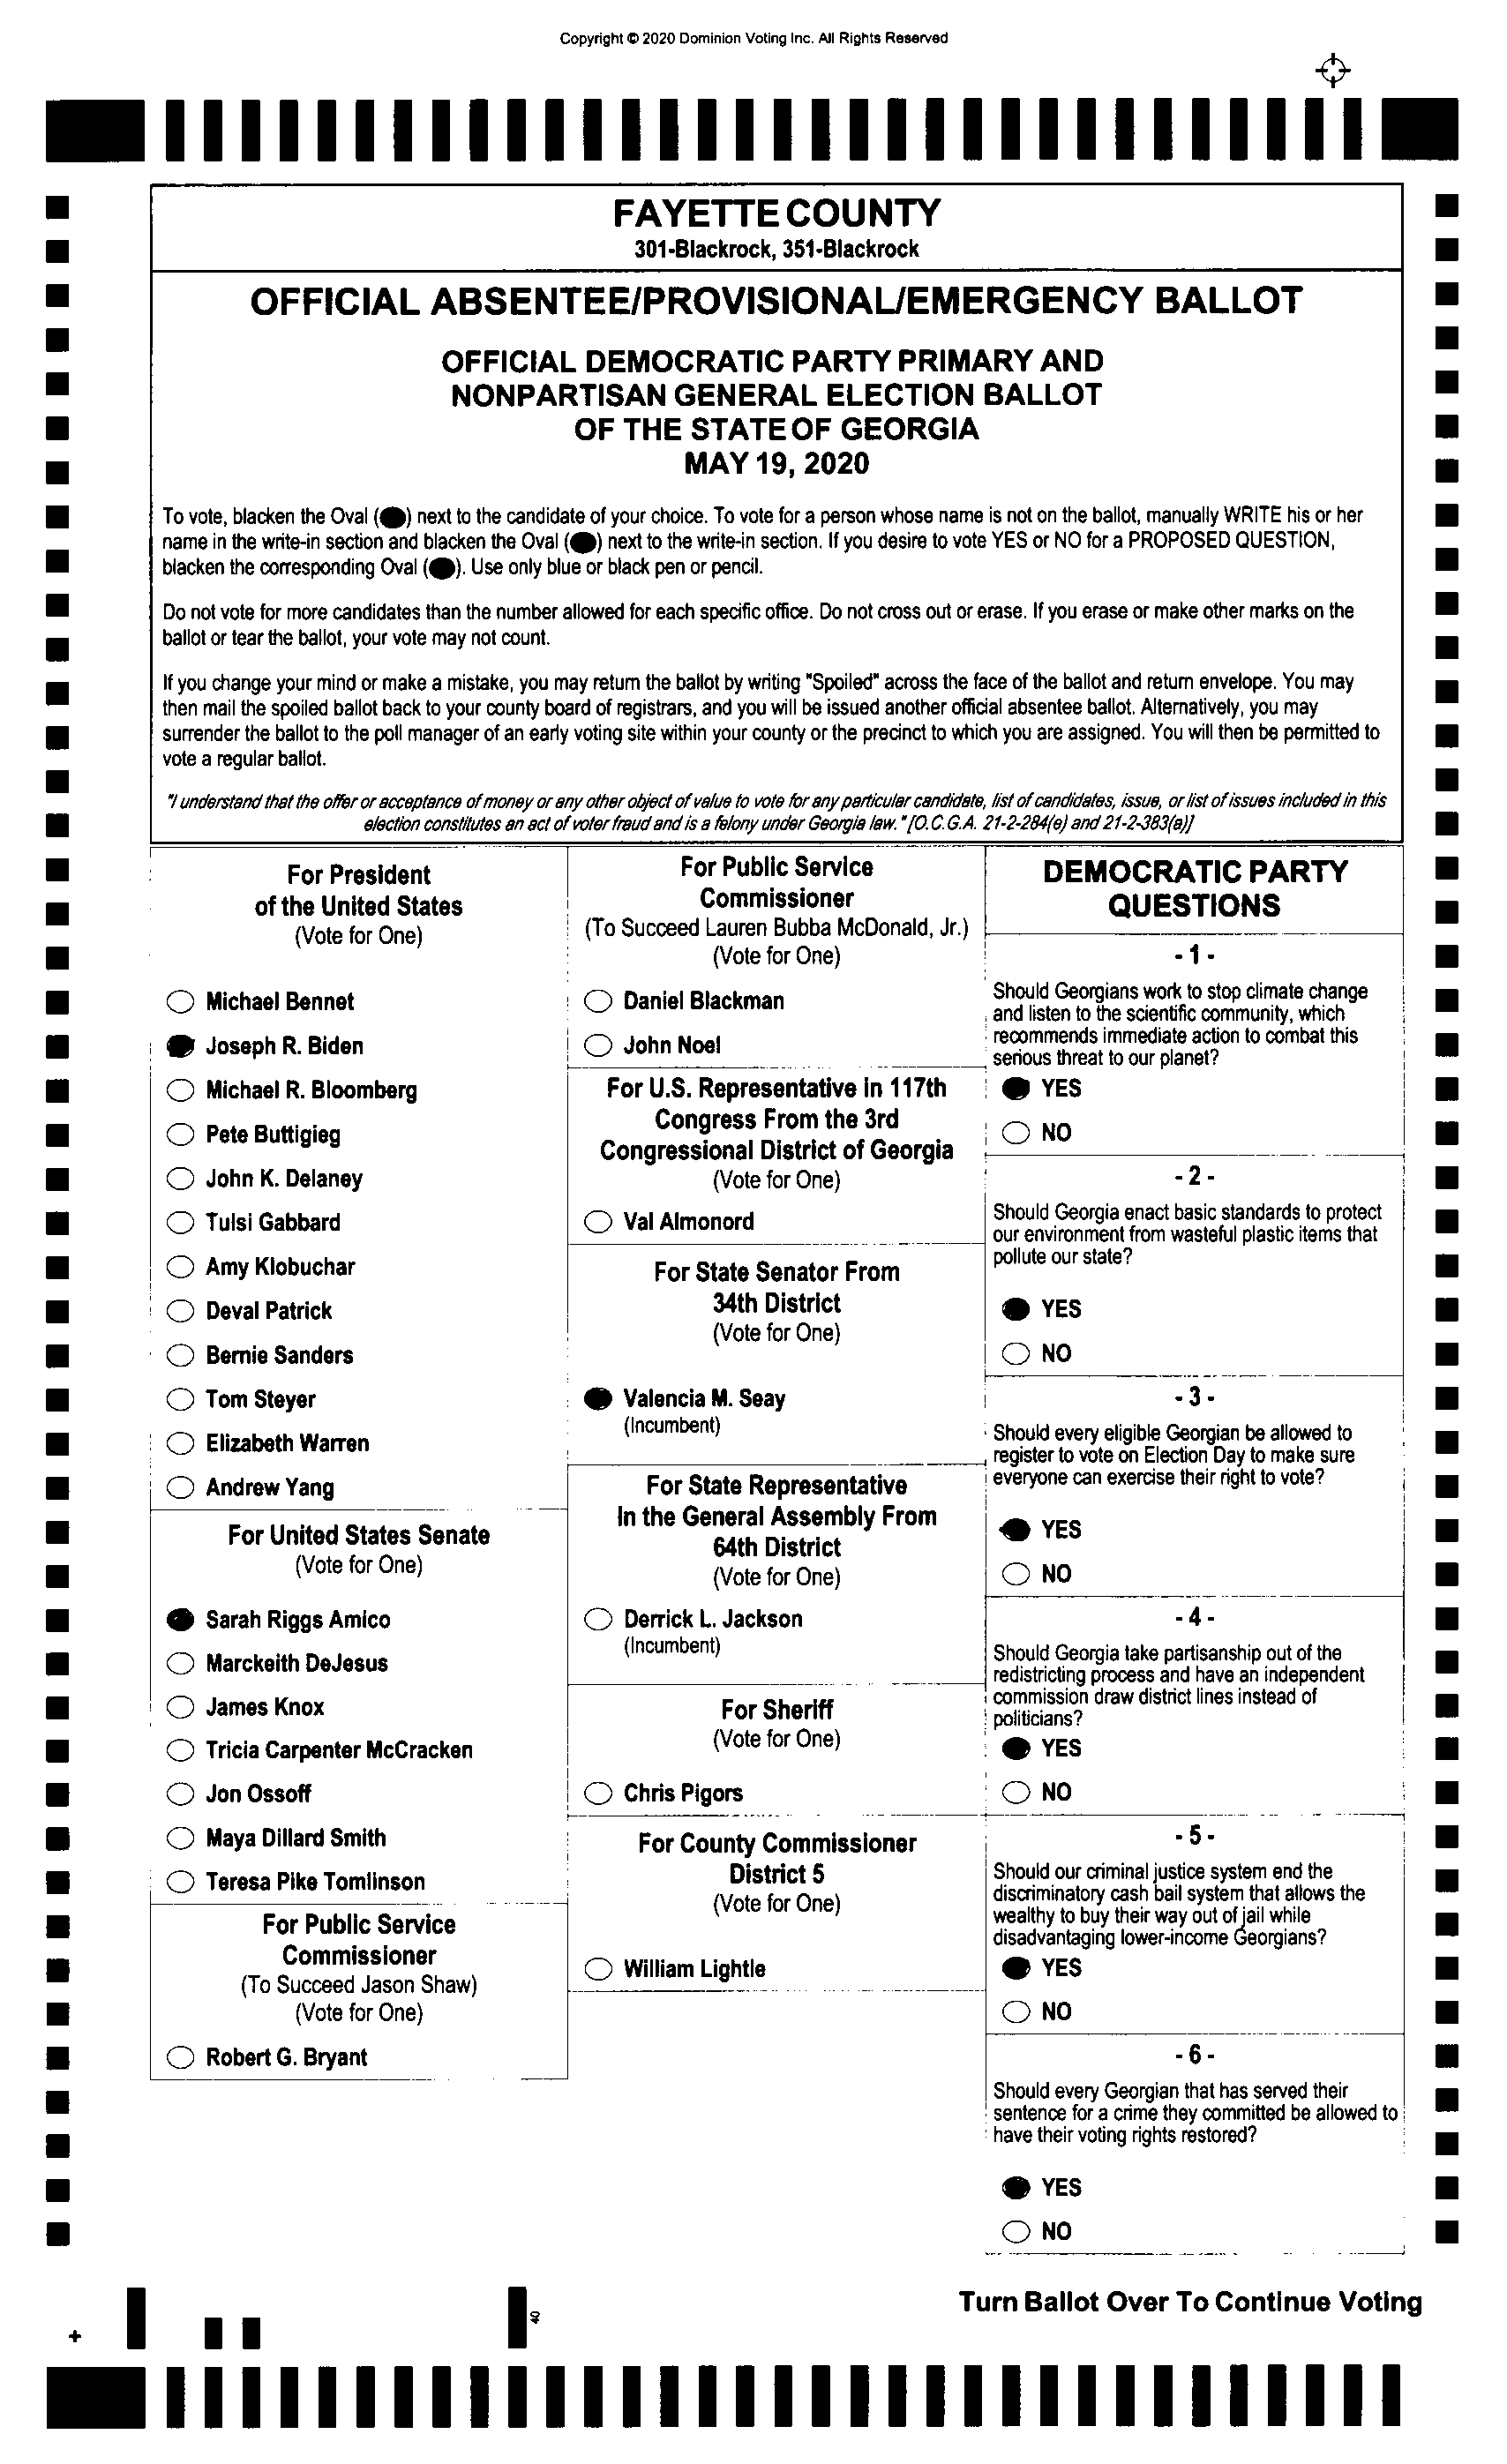 Copyright © 2020 Dominion Voting Inc. All Rights Reserved
FAYETTE COUNTY
301-Blackrock, 351-Blackrock
OFFICIAL ABSENTEE/PROVISIONAL/EMERGENCY BALLOT
OFFICIAL DEMOCRATIC PARTY PRIMARY AND
NONPARTISAN GENERAL ELECTION BALLOT
OF THE STATE OF GEORGIA
MAY 19, 2020
To vote, blacken the Oval ( ) next to the candidate of your choice. To vote for a person whose name is not on the ballot, manually WRITE his or her
name in the write-in section and blacken the Oval ( ) next to the write-in section. If you desire to vote YES or NO for a PROPOSED QUESTION,
blacken the corresponding Oval ( ). Use only blue or black pen or pencil.
Do not vote for more candidates than the number allowed for each specific office. Do not cross out or erase. If you erase or make other marks on the
ballot or tear the ballot, your vote may not count.
If you change your mind or make a mistake, you may return the ballot by writing "Spoiled" across the face of the ballot and return envelope. You may
then mail the spoiled ballot back to your county board of registrars, and you will be issued another official absentee ballot. Alternatively, you may
surrender the ballot to the poll manager of an early voting site within your county or the precinct to which you are assigned. You will then be permitted to
vote a regular ballot.
"I understand that the offer or acceptance of money or any other object of value to vote for any particular candidate, list of candidates, issue, or list of issues included in this
election constitutes an act of voter fraud and is a felony under Georgia law." [O.C.G.A. 21-2-284(e) and 21-2-383(a)]
For President
of the United States
(Vote for One)
Michael Bennet
Joseph R. Biden
Michael R. Bloomberg
Pete Buttigieg
John K. Delaney
Tulsi Gabbard
Amy Klobuchar
Deval Patrick
Bernie Sanders
Tom Steyer
Elizabeth Warren
Andrew Yang
For United States Senate
(Vote for One)
Sarah Riggs Amico
Marckeith DeJesus
James Knox
Tricia Carpenter McCracken
Jon Ossoff
Maya Dillard Smith
Teresa Pike Tomlinson
For Public Service
Commissioner
(To Succeed Jason Shaw)
(Vote for One)
Robert G. Bryant
For Public Service
Commissioner
(To Succeed Lauren Bubba McDonald, Jr.)
(Vote for One)
Daniel Blackman
John Noel
For U.S. Representative in 117th
Congress From the 3rd
Congressional District of Georgia
(Vote for One)
Val Almonord
For State Senator From
34th District
(Vote for One)
Valencia M. Seay
(Incumbent)
For State Representative
In the General Assembly From
64th District
(Vote for One)
Derrick L. Jackson
(Incumbent)
For Sheriff
(Vote for One)
Chris Pigors
For County Commissioner
District 5
(Vote for One)
William Lightle
DEMOCRATIC PARTY
QUESTIONS
- 1 -
Should Georgians work to stop climate change
and listen to the scientific community, which
recommends immediate action to combat this
serious threat to our planet?
YES
NO
- 2 -
Should Georgia enact basic standards to protect
our environment from wasteful plastic items that
pollute our state?
YES
NO
- 3 -
Should every eligible Georgian be allowed to
register to vote on Election Day to make sure
everyone can exercise their right to vote?
YES
NO
- 4 -
Should Georgia take partisanship out of the
redistricting process and have an independent
commission draw district lines instead of
politicians?
YES
NO
- 5 -
Should our criminal justice system end the
discriminatory cash bail system that allows the
wealthy to buy their way out of jail while
disadvantaging lower-income Georgians?
YES
NO
- 6 -
Should every Georgian that has served their
sentence for a crime they committed be allowed to
have their voting rights restored?
YES
NO
Turn Ballot Over To Continue Voting